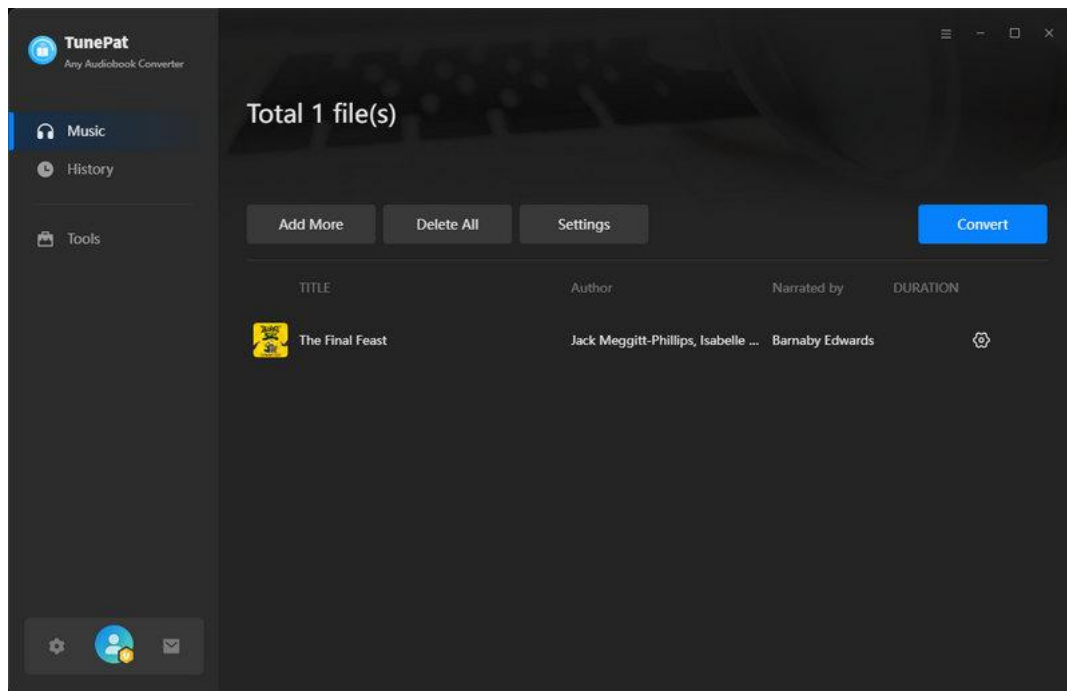 TunePat
Any Audiobook Converter
Music
History
Tools
Total 1 file(s)
Add More Delete All Settings Convert
TITLE Author Narrated by DURATION
The Final Feast Jack Meggitt-Phillips, Isabelle ... Barnaby Edwards